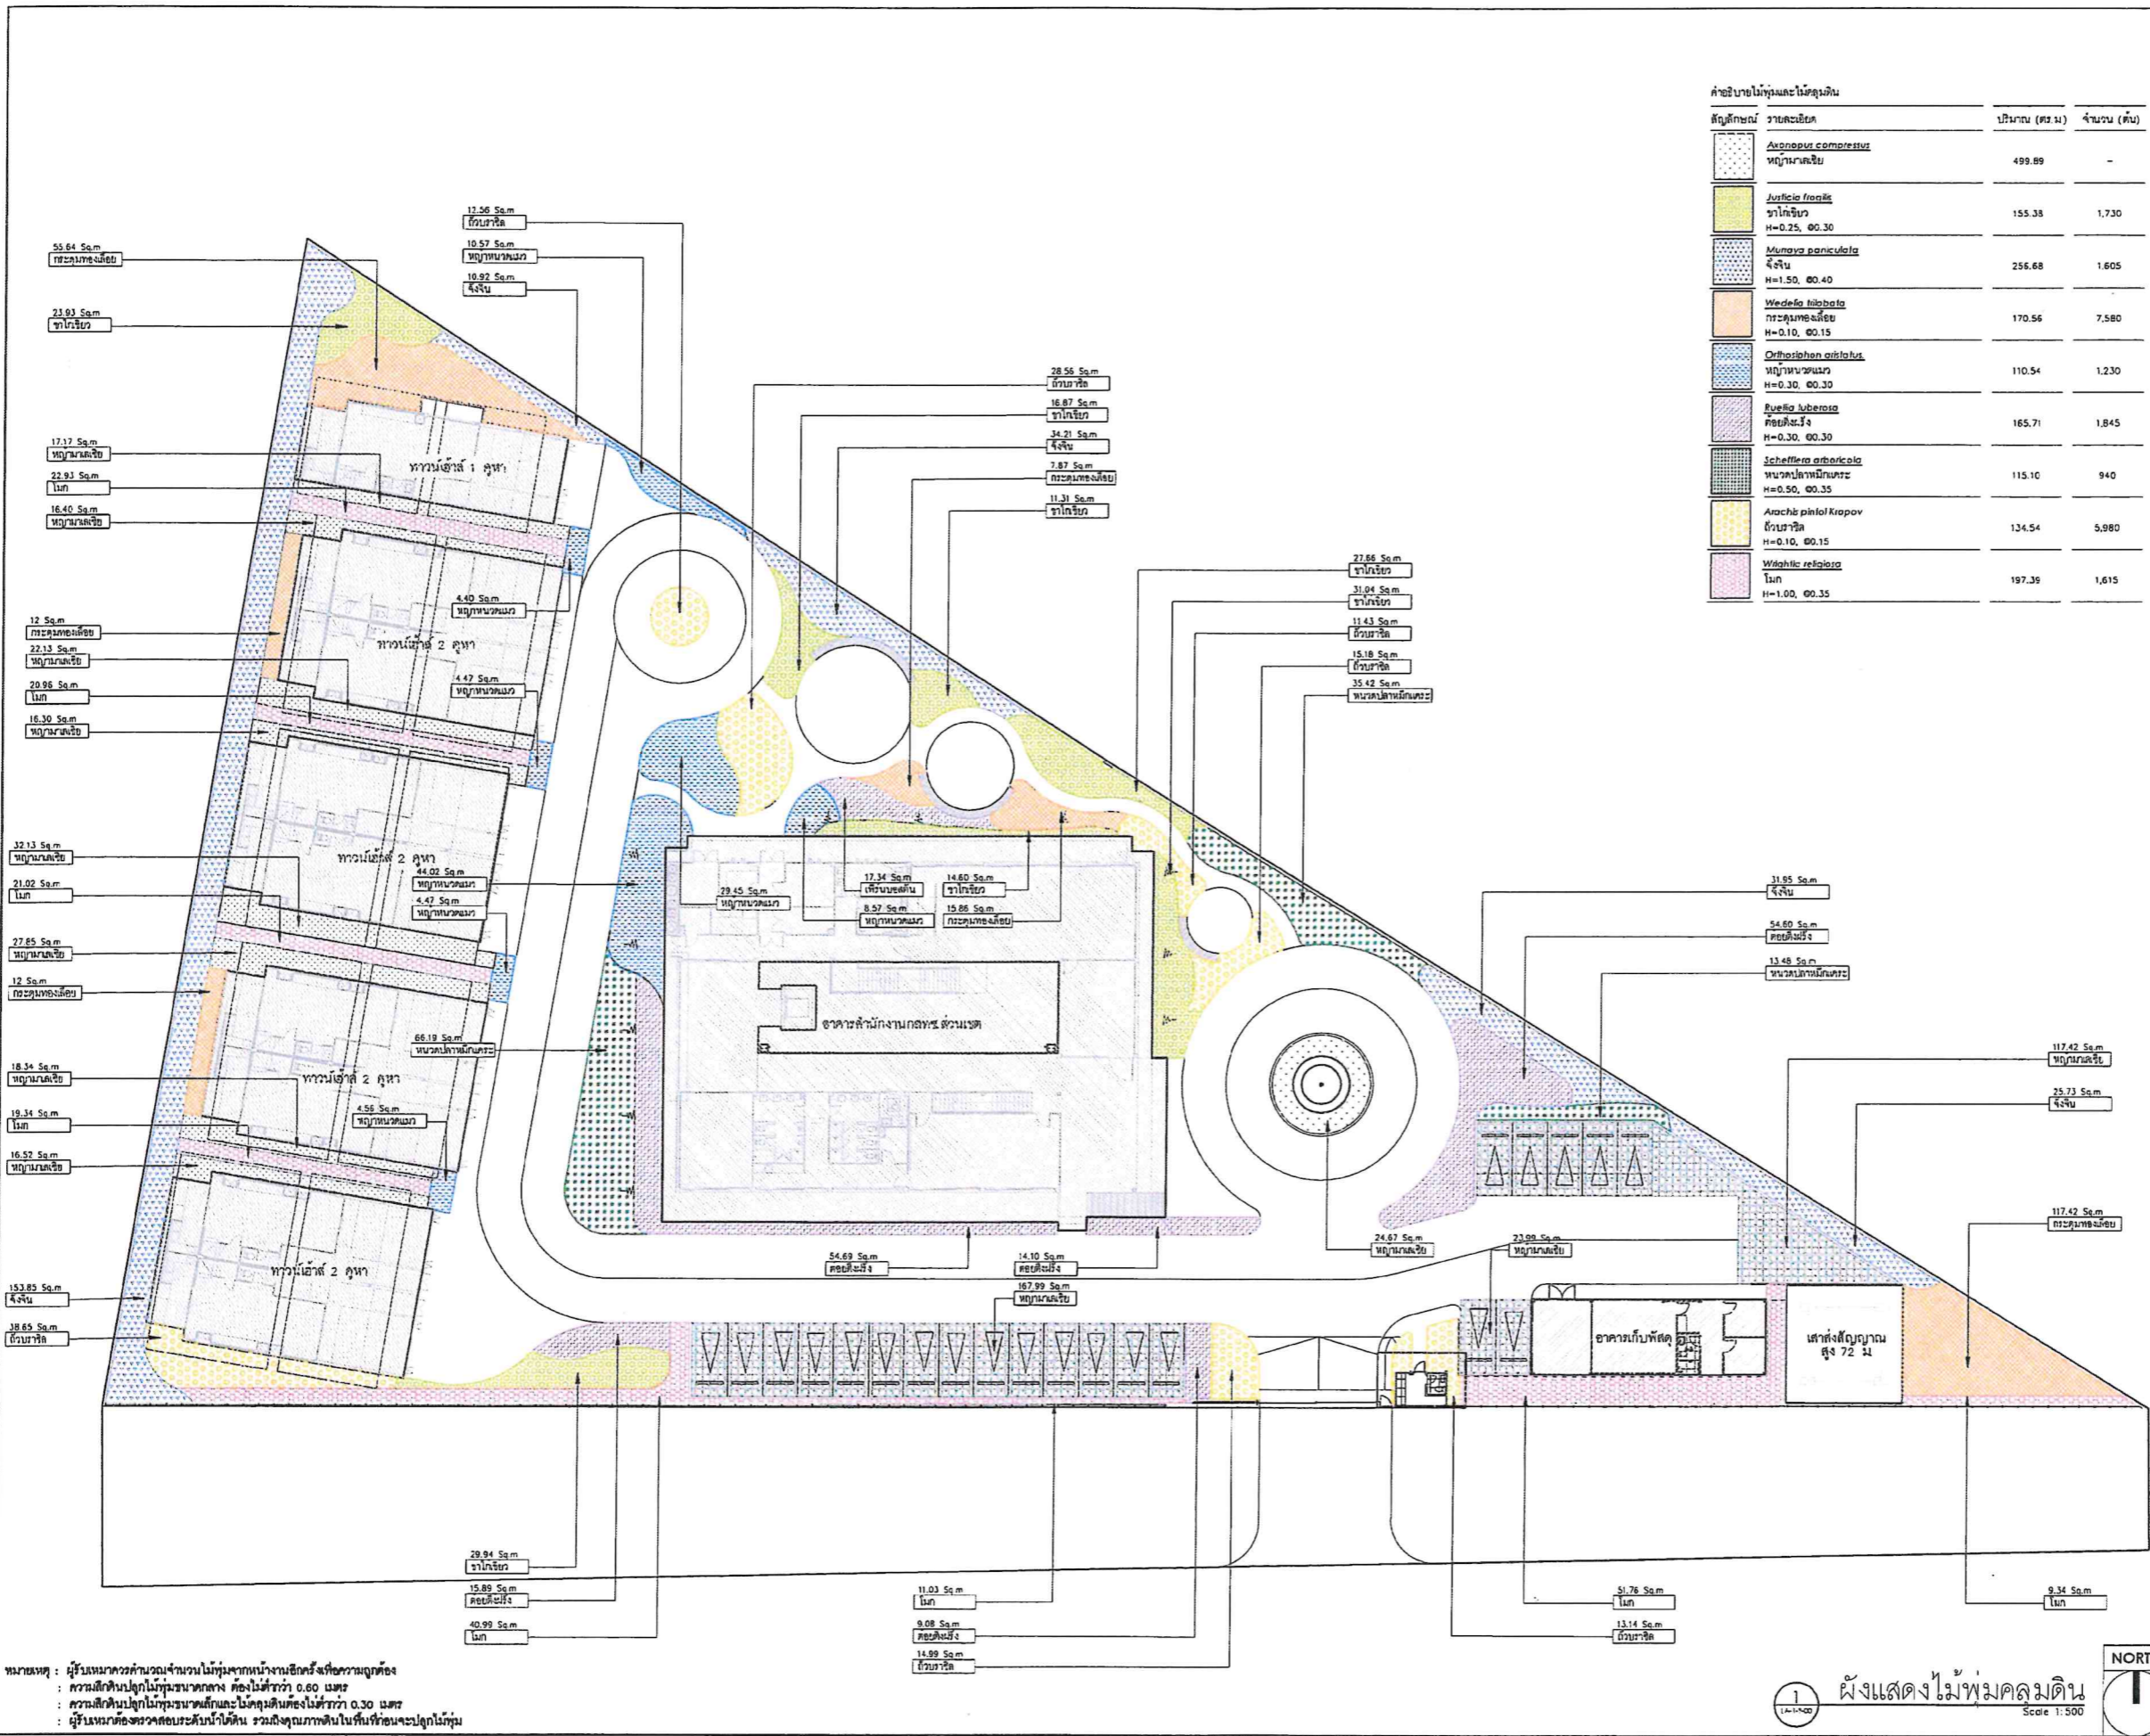 คำอธิบายไม้พุ่มและไม้คลุมดิน
สัญลักษณ์ รายละเอียด ปริมาณ (ตร.ม) จำนวน (ต้น)
Axonopus compressus
หญ้ามาเลเซีย 499.89 -
Justicia fragilis
ขาไก่เขียว 155.38 1,730
H=0.25, @0.30
Murraya paniculata
จั๋งจีน 256.68 1,605
H=1.50, @0.40
Wedelia trilobata
กระดุมทองเลื้อย 170.56 7,580
H=0.10, @0.15
Orthosiphon aristatus
หญ้าหนวดแมว 110.54 1,230
H=0.30, @0.30
Ruellia tuberosa
ต้อยติ่งฝรั่ง 165.71 1,845
H=0.30, @0.30
Schefflera arboricola
หนวดปลาหมึกแคระ 115.10 940
H=0.50, @0.35
Arachis pintoi Krapov
ถั่วบราซิล 134.54 5,980
H=0.10, @0.15
Wrightia religiosa
โมก 197.39 1,615
H=1.00, @0.35
12.56 Sq.m
ถั่วบราซิล
10.57 Sq.m
หญ้าหนวดแมว
10.92 Sq.m
จั๋งจีน
55.64 Sq.m
กระดุมทองเลื้อย
23.93 Sq.m
ขาไก่เขียว
17.17 Sq.m
หญ้ามาเลเซีย
22.93 Sq.m
โมก
16.40 Sq.m
หญ้ามาเลเซีย
12 Sq.m
กระดุมทองเลื้อย
22.13 Sq.m
หญ้ามาเลเซีย
20.96 Sq.m
โมก
16.30 Sq.m
หญ้ามาเลเซีย
32.13 Sq.m
หญ้ามาเลเซีย
21.02 Sq.m
โมก
27.85 Sq.m
หญ้ามาเลเซีย
12 Sq.m
กระดุมทองเลื้อย
18.34 Sq.m
หญ้ามาเลเซีย
19.34 Sq.m
โมก
16.52 Sq.m
หญ้ามาเลเซีย
153.85 Sq.m
จั๋งจีน
38.65 Sq.m
ถั่วบราซิล
ทาวน์เฮ้าส์ 1 คูหา
4.40 Sq.m
หญ้าหนวดแมว
ทาวน์เฮ้าส์ 2 คูหา
4.47 Sq.m
หญ้าหนวดแมว
ทาวน์เฮ้าส์ 2 คูหา
44.02 Sq.m
หญ้าหนวดแมว
4.47 Sq.m
หญ้าหนวดแมว
66.19 Sq.m
หนวดปลาหมึกแคระ
ทาวน์เฮ้าส์ 2 คูหา
4.56 Sq.m
หญ้าหนวดแมว
ทาวน์เฮ้าส์ 2 คูหา
28.56 Sq.m
ถั่วบราซิล
16.87 Sq.m
ขาไก่เขียว
34.21 Sq.m
จั๋งจีน
7.87 Sq.m
กระดุมทองเลื้อย
11.31 Sq.m
ขาไก่เขียว
27.66 Sq.m
ขาไก่เขียว
31.04 Sq.m
ขาไก่เขียว
11.43 Sq.m
ถั่วบราซิล
15.18 Sq.m
ถั่วบราซิล
35.42 Sq.m
หนวดปลาหมึกแคระ
29.45 Sq.m
หญ้าหนวดแมว
17.34 Sq.m
เฟิร์นบอสตัน
8.57 Sq.m
หญ้าหนวดแมว
14.60 Sq.m
ขาไก่เขียว
15.86 Sq.m
กระดุมทองเลื้อย
31.95 Sq.m
จั๋งจีน
54.60 Sq.m
ต้อยติ่งฝรั่ง
13.48 Sq.m
หนวดปลาหมึกแคระ
117.42 Sq.m
หญ้ามาเลเซีย
25.73 Sq.m
จั๋งจีน
117.42 Sq.m
กระดุมทองเลื้อย
อาคารสำนักงานกสทช.ส่วนเขต
54.69 Sq.m
ต้อยติ่งฝรั่ง
14.10 Sq.m
ต้อยติ่งฝรั่ง
167.99 Sq.m
หญ้ามาเลเซีย
24.67 Sq.m
หญ้ามาเลเซีย
23.99 Sq.m
หญ้ามาเลเซีย
อาคารเก็บพัสดุ
เสาส่งสัญญาณ
สูง 72 ม
29.94 Sq.m
ขาไก่เขียว
15.89 Sq.m
ต้อยติ่งฝรั่ง
40.99 Sq.m
โมก
11.03 Sq.m
โมก
9.08 Sq.m
ต้อยติ่งฝรั่ง
14.99 Sq.m
ถั่วบราซิล
51.76 Sq.m
โมก
13.14 Sq.m
ถั่วบราซิล
9.34 Sq.m
โมก
หมายเหตุ : ผู้รับเหมาควรคำนวณจำนวนไม้พุ่มจากหน้างานอีกครั้งเพื่อความถูกต้อง
: ความลึกดินปลูกไม้พุ่มขนาดกลาง ต้องไม่ต่ำกว่า 0.60 เมตร
: ความลึกดินปลูกไม้พุ่มขนาดเล็กและไม้คลุมดินต้องไม่ต่ำกว่า 0.30 เมตร
: ผู้รับเหมาต้องตรวจสอบระดับน้ำใต้ดิน รวมถึงคุณภาพดินในพื้นที่ก่อนจะปลูกไม้พุ่ม
1
ผังแสดงไม้พุ่มคลุมดิน
Scale 1:500
NORT